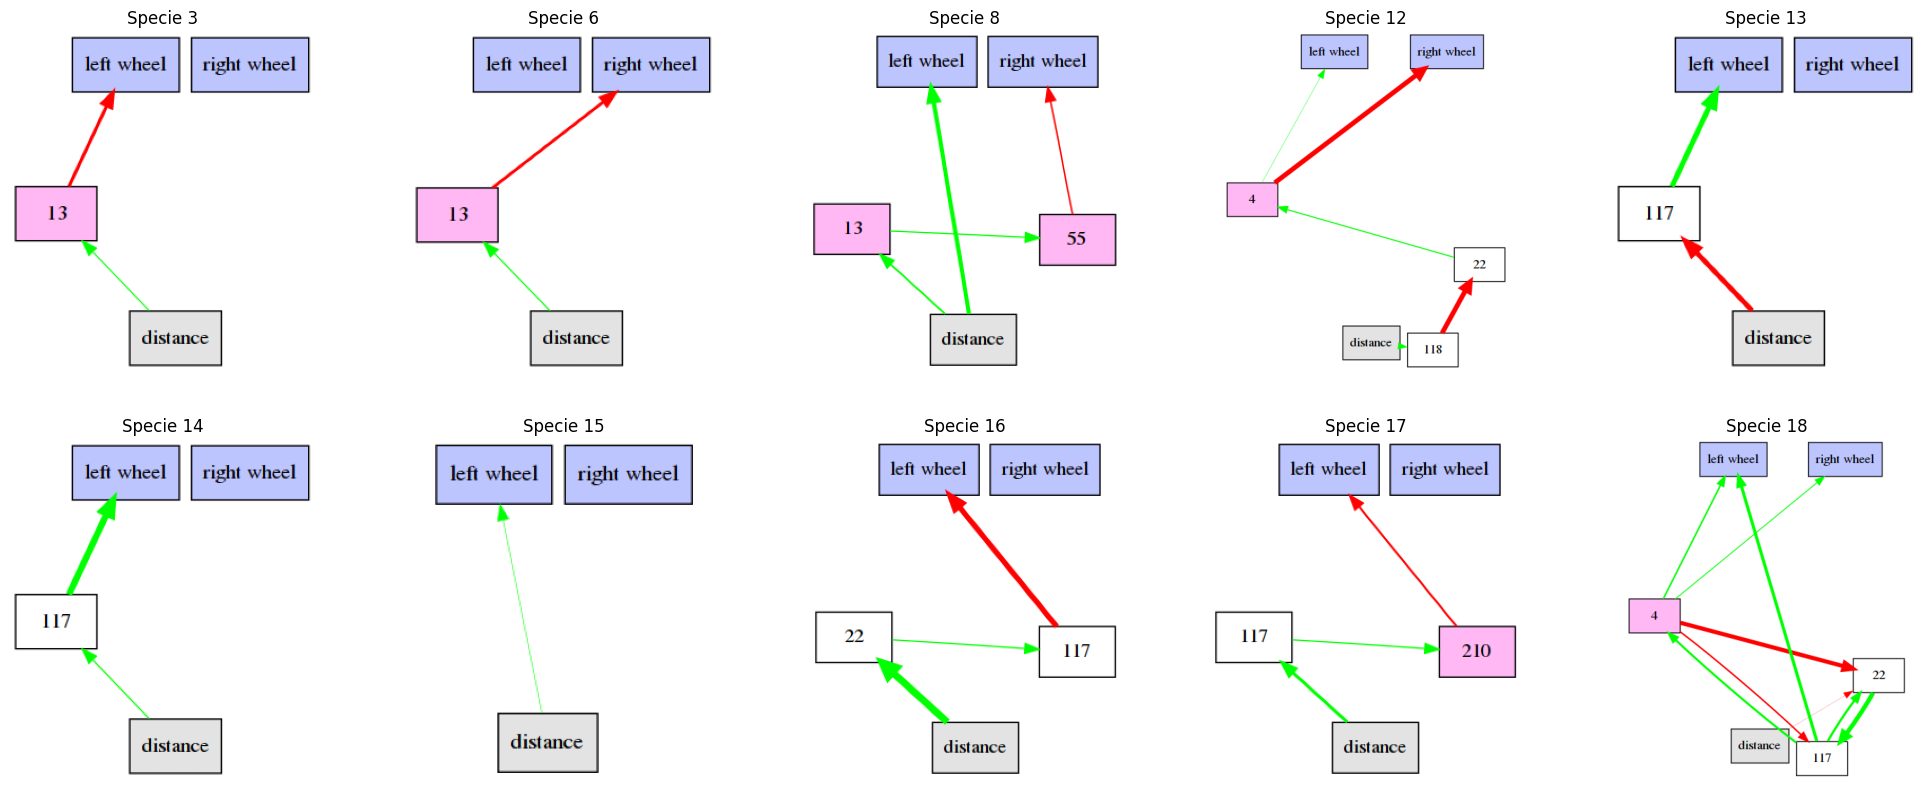 Specie 3
left wheel
right wheel
13
distance
Specie 6
left wheel
right wheel
13
distance
Specie 8
left wheel
right wheel
13
55
distance
Specie 12
left wheel
right wheel
4
22
distance
118
Specie 13
left wheel
right wheel
117
distance
Specie 14
left wheel
right wheel
117
distance
Specie 15
left wheel
right wheel
distance
Specie 16
left wheel
right wheel
22
117
distance
Specie 17
left wheel
right wheel
117
210
distance
Specie 18
left wheel
right wheel
4
22
distance
117